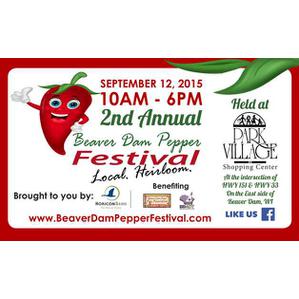 SEPTEMBER 12, 2015
10AM - 6PM
2nd Annual
Beaver Dam Pepper
Festival
Local. Heirloom.
Held at
PARK
VILLAGE
Shopping Center
At the intersection of
HWY 151 & HWY 33
On the East side of
Beaver Dam, WI
LIKE US f
Brought to you by:
HORICON BANK
Benefiting
www.BeaverDamPepperFestival.com